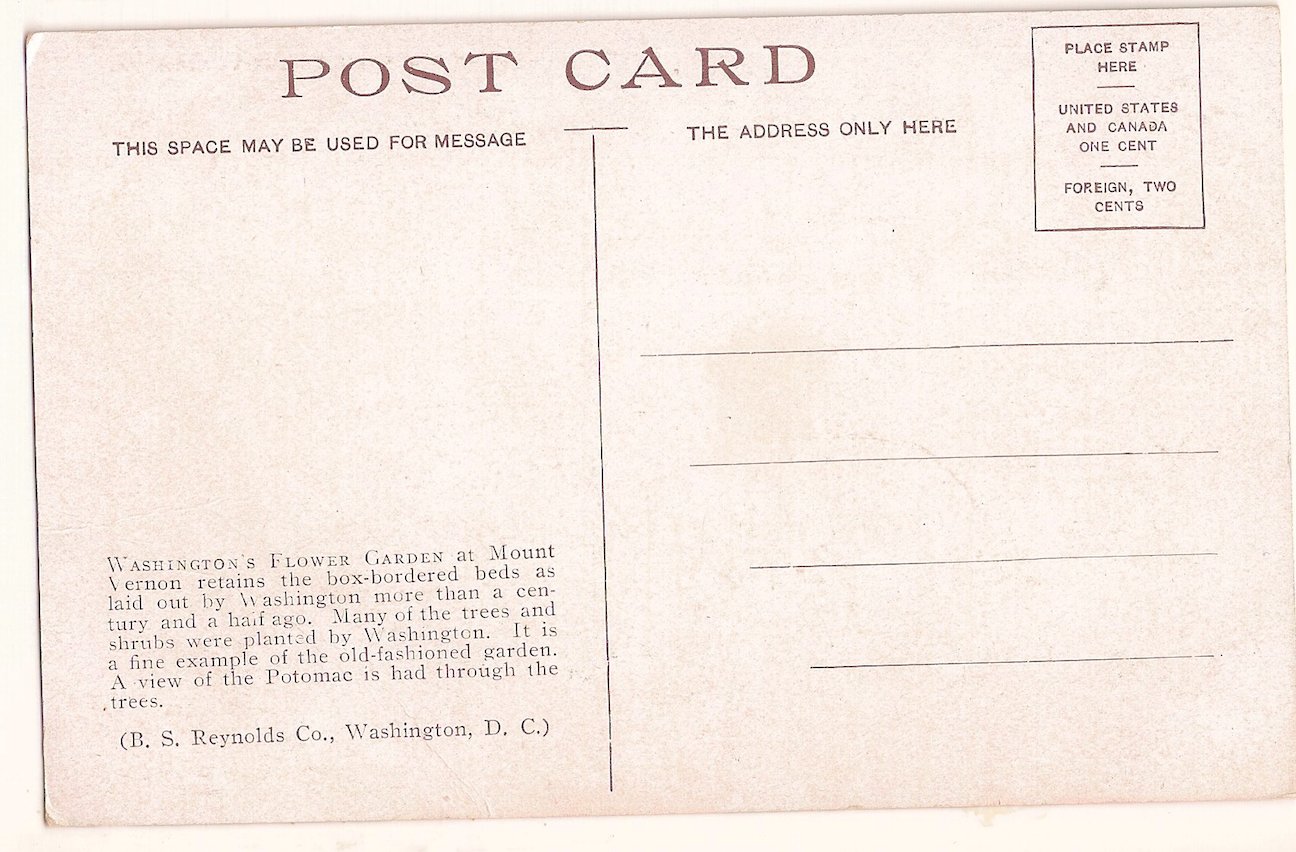 POST CARD
THIS SPACE MAY BE USED FOR MESSAGE
THE ADDRESS ONLY HERE
PLACE STAMP
HERE
UNITED STATES
AND CANADA
ONE CENT
FOREIGN, TWO
CENTS
WASHINGTON'S FLOWER GARDEN at Mount
Vernon retains the box-bordered beds as
laid out by Washington more than a cen-
tury and a half ago. Many of the trees and
shrubs were planted by Washington. It is
a fine example of the old-fashioned garden.
A view of the Potomac is had through the
trees.
(B. S. Reynolds Co., Washington, D. C.)